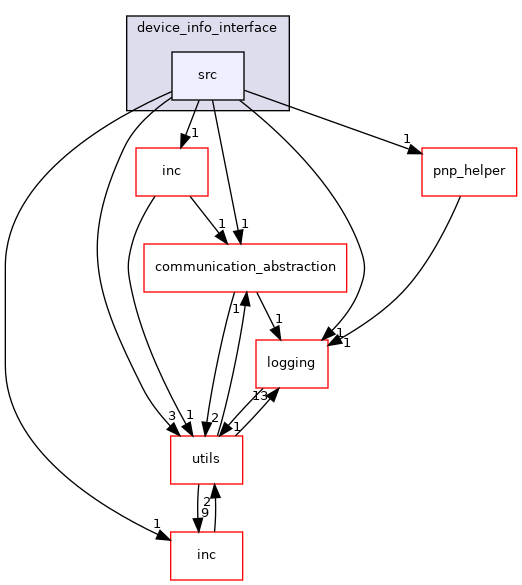 device_info_interface
src
1
1
inc
pnp_helper
1
1
communication_abstraction
1
1
1
1
logging
13
3
1
2
1
utils
2
9
1
inc